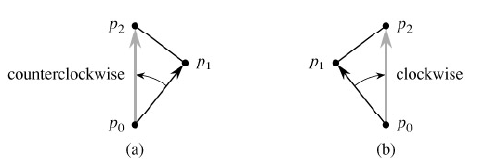 p2 p2
counterclockwise p1 p1 clockwise
p0 p0
(a) (b)